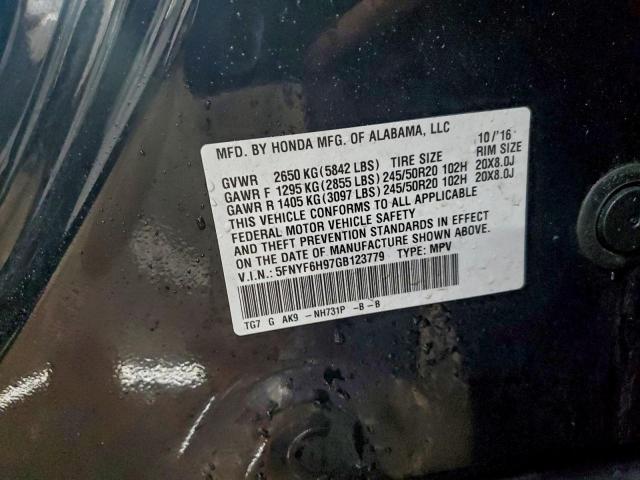 MFD. BY HONDA MFG. OF ALABAMA, LLC 10/'16
GVWR 2650 KG (5842 LBS) TIRE SIZE RIM SIZE
GAWR F 1295 KG (2855 LBS) 245/50R20 102H 20X8.0J
GAWR R 1405 KG (3097 LBS) 245/50R20 102H 20X8.0J
THIS VEHICLE CONFORMS TO ALL APPLICABLE
FEDERAL MOTOR VEHICLE SAFETY
AND THEFT PREVENTION STANDARDS IN EFFECT
ON THE DATE OF MANUFACTURE SHOWN ABOVE.
V.I.N.: 5FNYF6H97GB123779 TYPE: MPV
TG7 G AK9 -NH731P -B-B